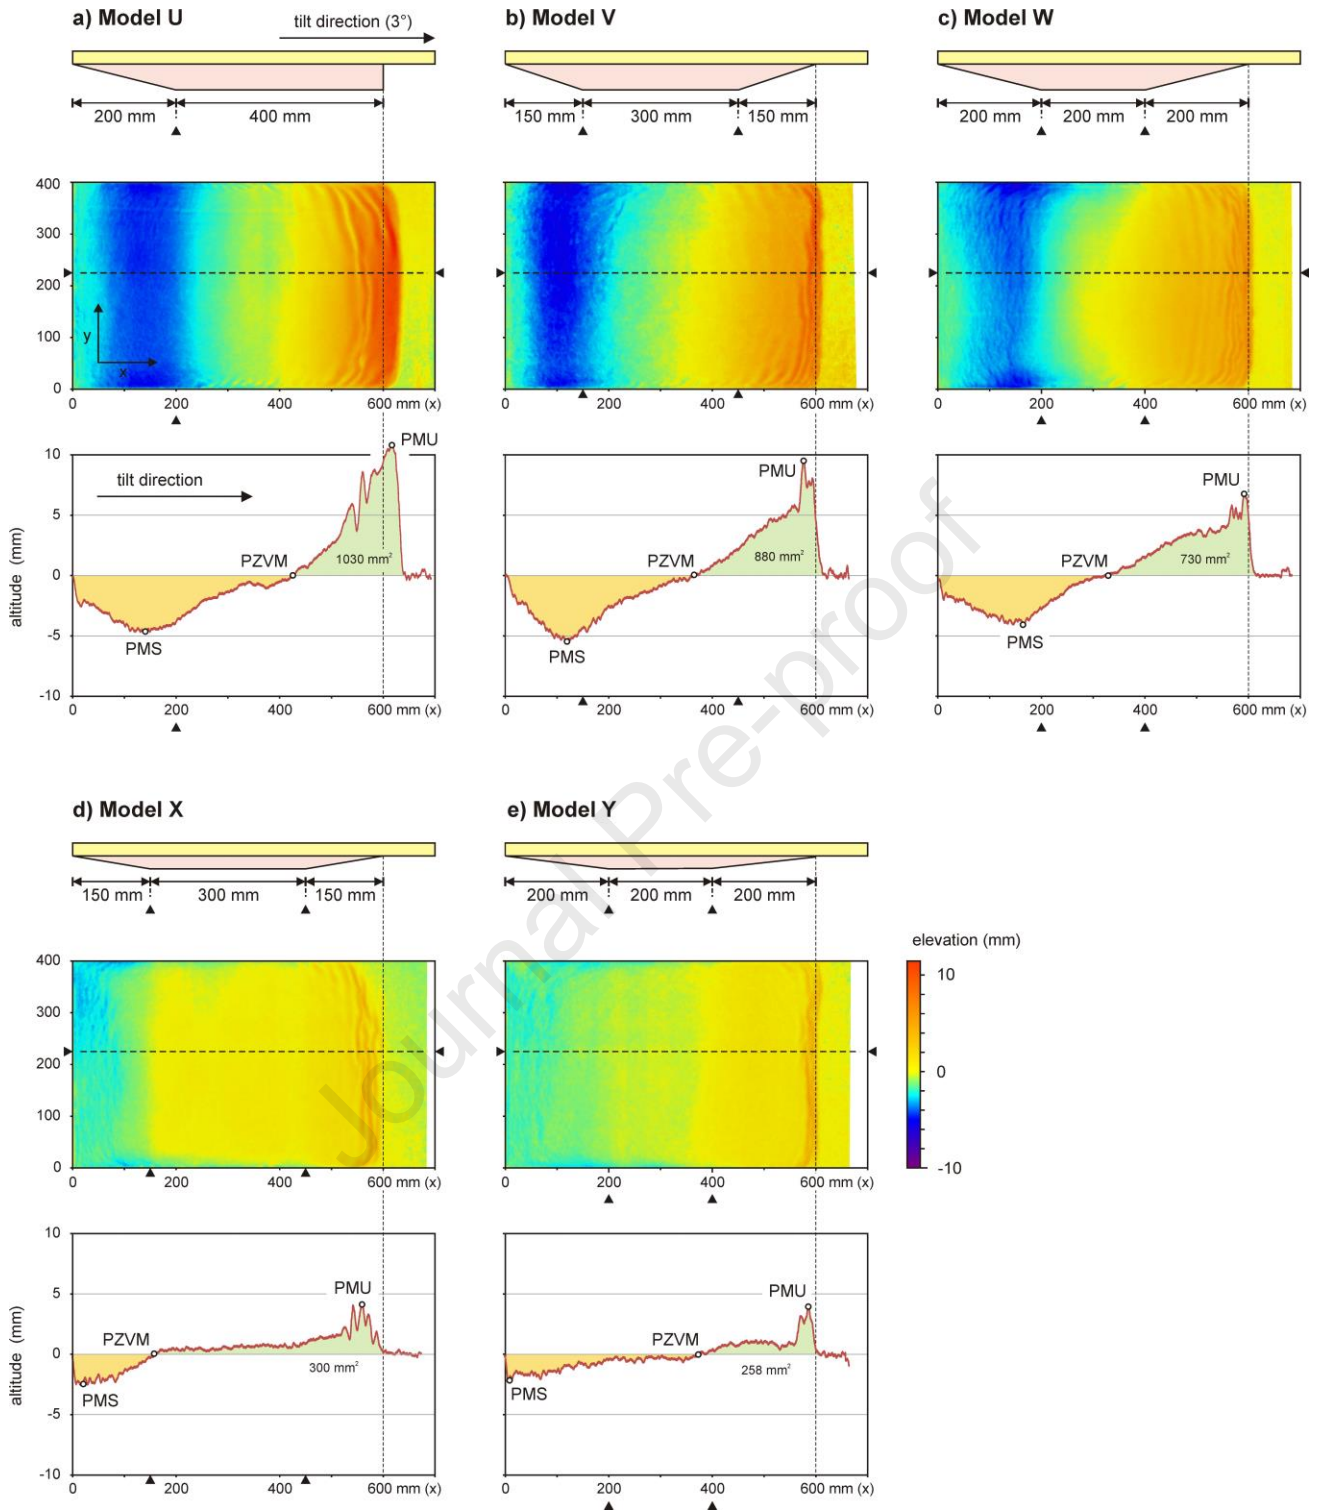 a) Model U
tilt direction (3°)
200 mm
400 mm
b) Model V
150 mm
300 mm
150 mm
c) Model W
200 mm
200 mm
200 mm
400
300
200
100
0
y
x
0
200
400
600 mm (x)
0
200
400
600 mm (x)
0
200
400
600 mm (x)
altitude (mm)
10
5
0
-5
-10
tilt direction
PMU
PZVM
1030 mm²
PMS
0
200
400
600 mm (x)
PMU
PZVM
880 mm²
PMS
0
200
400
600 mm (x)
PMU
PZVM
730 mm²
PMS
0
200
400
600 mm (x)
d) Model X
150 mm
300 mm
150 mm
e) Model Y
200 mm
200 mm
200 mm
400
300
200
100
0
0
200
400
600 mm (x)
0
200
400
600 mm (x)
elevation (mm)
10
0
-10
altitude (mm)
10
5
0
-5
-10
PMU
PZVM
300 mm²
PMS
0
200
400
600 mm (x)
PMU
PZVM
258 mm²
PMS
0
200
400
600 mm (x)
Journal Pre-proof